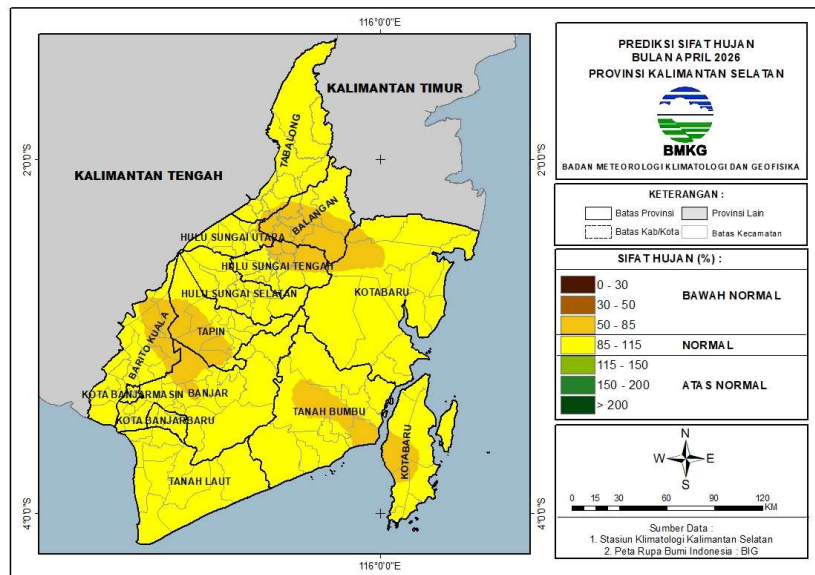 116°0'0"E
KALIMANTAN TIMUR
KALIMANTAN TENGAH
2°0'0"S
2°0'0"S
TABALONG
BALANGAN
HULU SUNGAI UTARA
HULU SUNGAI TENGAH
HULU SUNGAI SELATAN
KOTABARU
TAPIN
BARITO KUALA
KOTA BANJARMASIN
BANJAR
KOTA BANJARBARU
TANAH BUMBU
KOTABARU
TANAH LAUT
4°0'0"S
4°0'0"S
116°0'0"E
PREDIKSI SIFAT HUJAN
BULAN APRIL 2026
PROVINSI KALIMANTAN SELATAN
BMKG
BADAN METEOROLOGI KLIMATOLOGI DAN GEOFISIKA
KETERANGAN :
Batas Provinsi
Provinsi Lain
Batas Kab/Kota
Batas Kecamatan
SIFAT HUJAN (%) :
0 - 30
30 - 50
BAWAH NORMAL
50 - 85
85 - 115
NORMAL
115 - 150
150 - 200
ATAS NORMAL
> 200
N
W
E
S
0 15 30 60 90 120
KM
Sumber Data :
1. Stasiun Klimatologi Kalimantan Selatan
2. Peta Rupa Bumi Indonesia : BIG